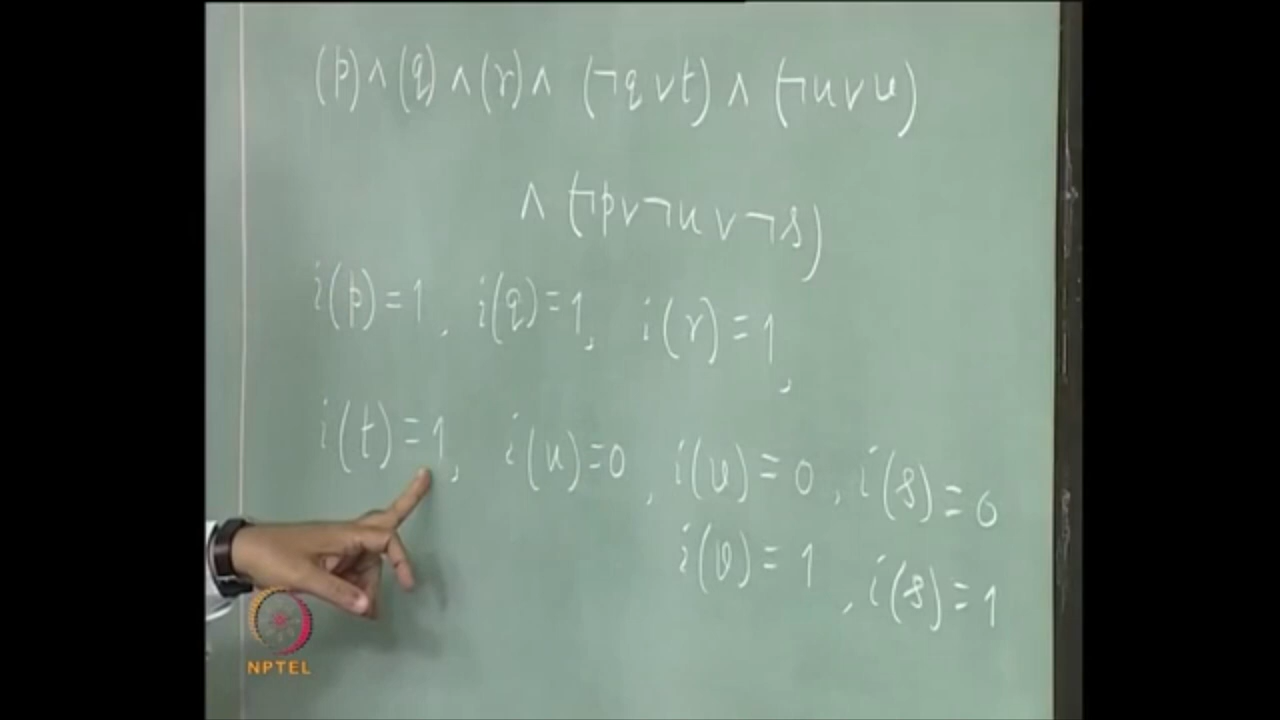 (p) ∧ (q) ∧ (r) ∧ (¬q ∨ t) ∧ (¬u ∨ v)
∧ (¬p ∨ ¬u ∨ ¬s)
i(p) = 1, i(q) = 1, i(r) = 1,
i(t) = 1, i(u) = 0, i(v) = 0, i(s) = 0
i(v) = 1, i(s) = 1
NPTEL